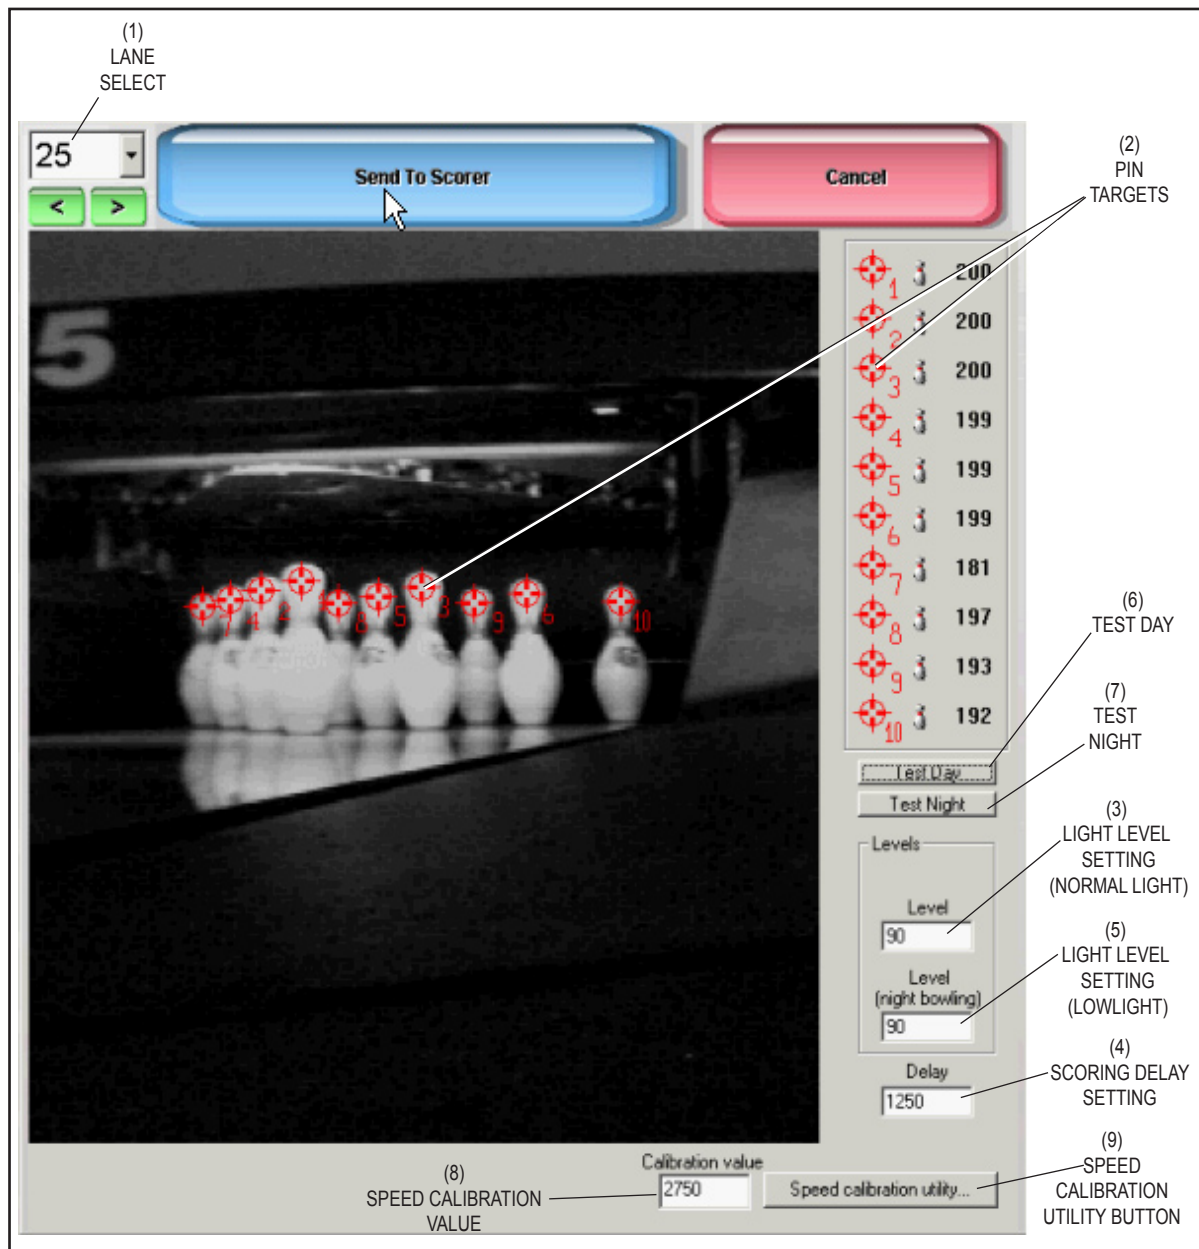 (1)
LANE
SELECT
25
Send To Scorer
Cancel
<
>
(2)
PIN
TARGETS
5
1 200
2 200
3 200
4 199
5 199
6 199
7 181
8 197
9 193
10 192
7
4
2
1
8
5
3
9
6
10
(6)
TEST DAY
(7)
TEST
NIGHT
Test Day
Test Night
(3)
LIGHT LEVEL
SETTING
(NORMAL LIGHT)
Levels
Level
90
(5)
LIGHT LEVEL
SETTING
(LOWLIGHT)
Level
(night bowling)
90
(4)
SCORING DELAY
SETTING
Delay
1250
(8)
SPEED CALIBRATION
VALUE
Calibration value
2750
Speed calibration utility...
(9)
SPEED
CALIBRATION
UTILITY BUTTON